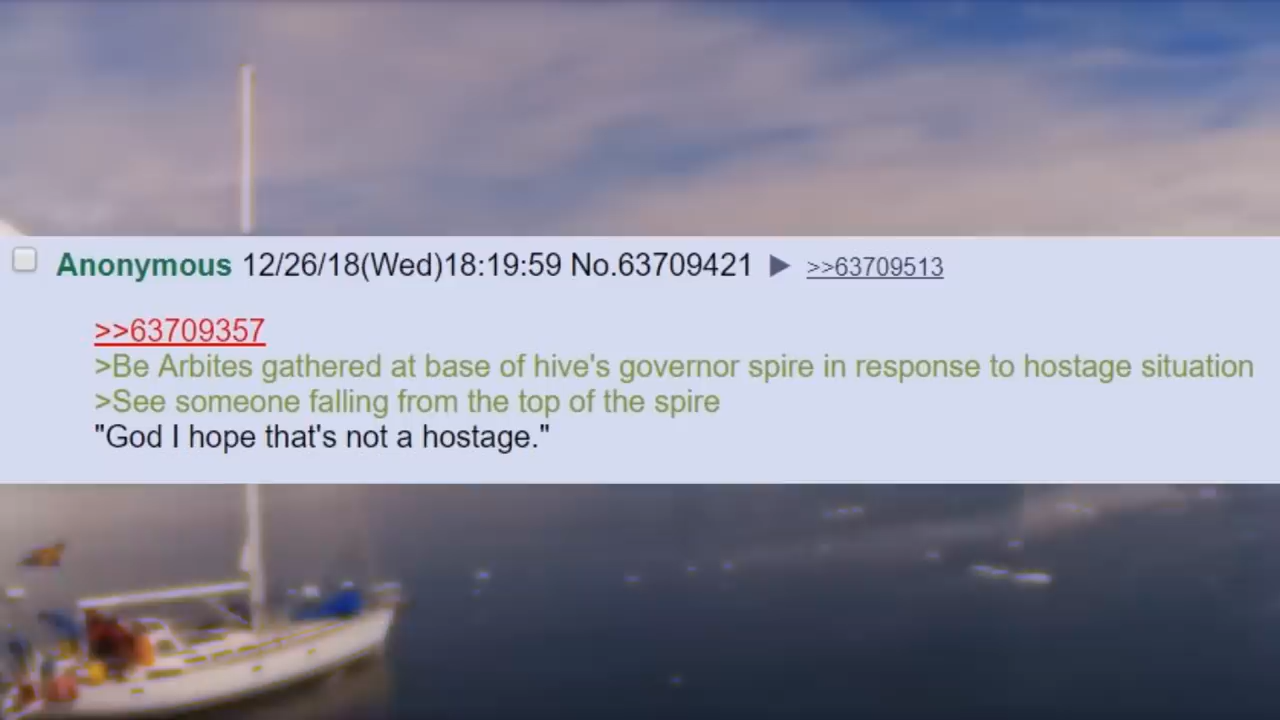 Anonymous 12/26/18(Wed)18:19:59 No.63709421 ▶ >>63709513
>>63709357
>Be Arbites gathered at base of hive's governor spire in response to hostage situation
>See someone falling from the top of the spire
"God I hope that's not a hostage."